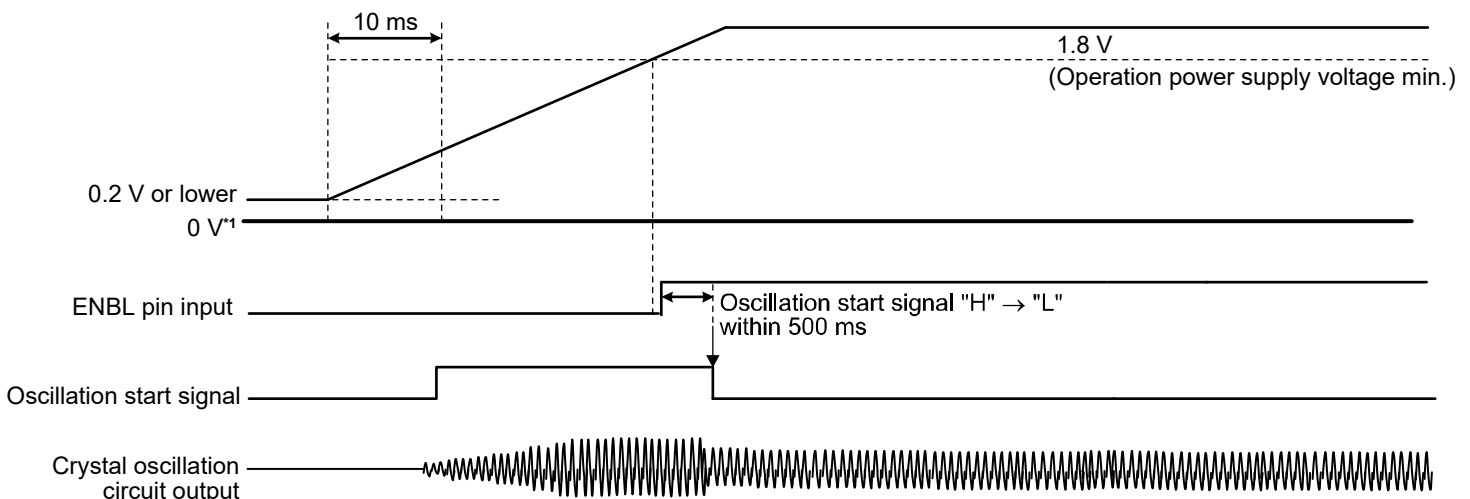 10 ms
1.8 V
(Operation power supply voltage min.)
0.2 V or lower
0 V*1
ENBL pin input
Oscillation start signal "H" → "L"
within 500 ms
Oscillation start signal
Crystal oscillation
circuit output